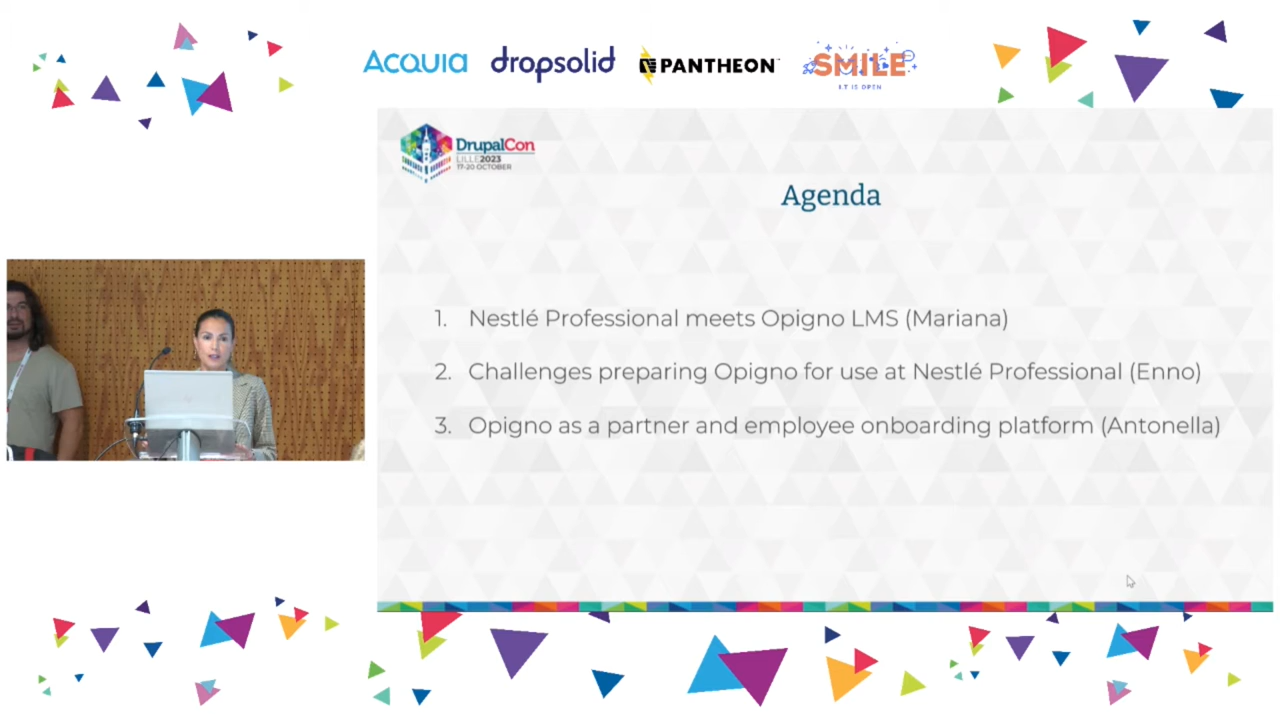 ACQUIA dropsolid PANTHEON SMILE
I.T IS OPEN
DrupalCon
LILLE 2023
17-20 OCTOBER
Agenda
1. Nestlé Professional meets Opigno LMS (Mariana)
2. Challenges preparing Opigno for use at Nestlé Professional (Enno)
3. Opigno as a partner and employee onboarding platform (Antonella)